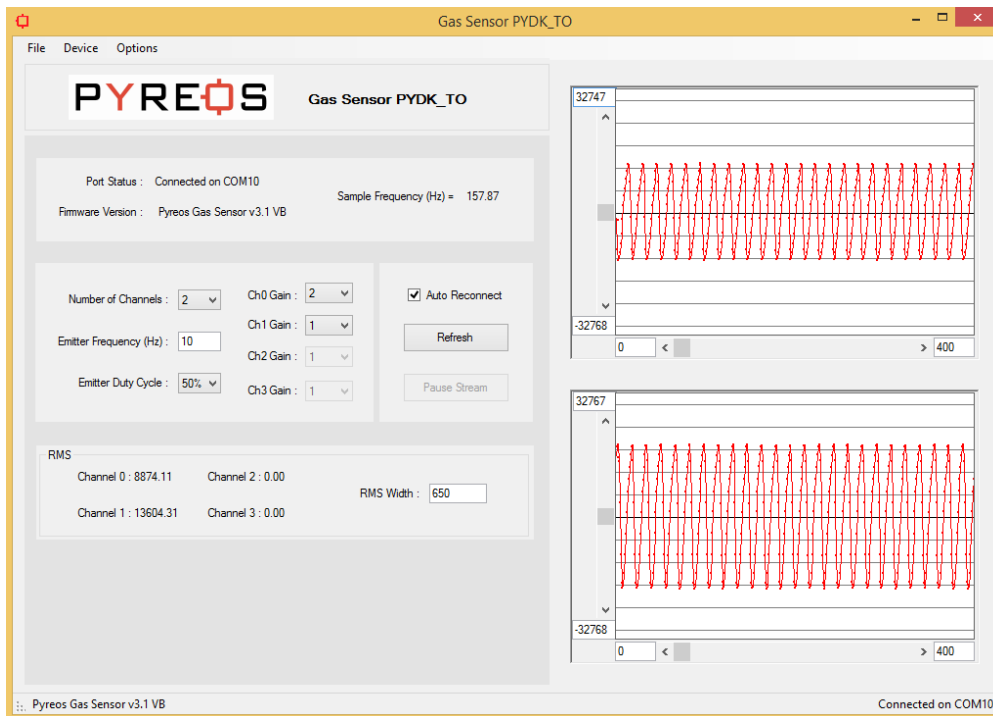 Gas Sensor PYDK_TO
File Device Options
PYREOS Gas Sensor PYDK_TO
Port Status : Connected on COM10
Sample Frequency (Hz) = 157.87
Firmware Version : Pyreos Gas Sensor v3.1 VB
Number of Channels : 2
Emitter Frequency (Hz) : 10
Emitter Duty Cycle : 50%
Ch0 Gain : 2
Ch1 Gain : 1
Ch2 Gain : 1
Ch3 Gain : 1
Auto Reconnect
Refresh
Pause Stream
RMS
Channel 0 : 8874.11 Channel 2 : 0.00
Channel 1 : 13604.31 Channel 3 : 0.00
RMS Width : 650
32747
-32768
0 400
32767
-32768
0 400
Pyreos Gas Sensor v3.1 VB Connected on COM10